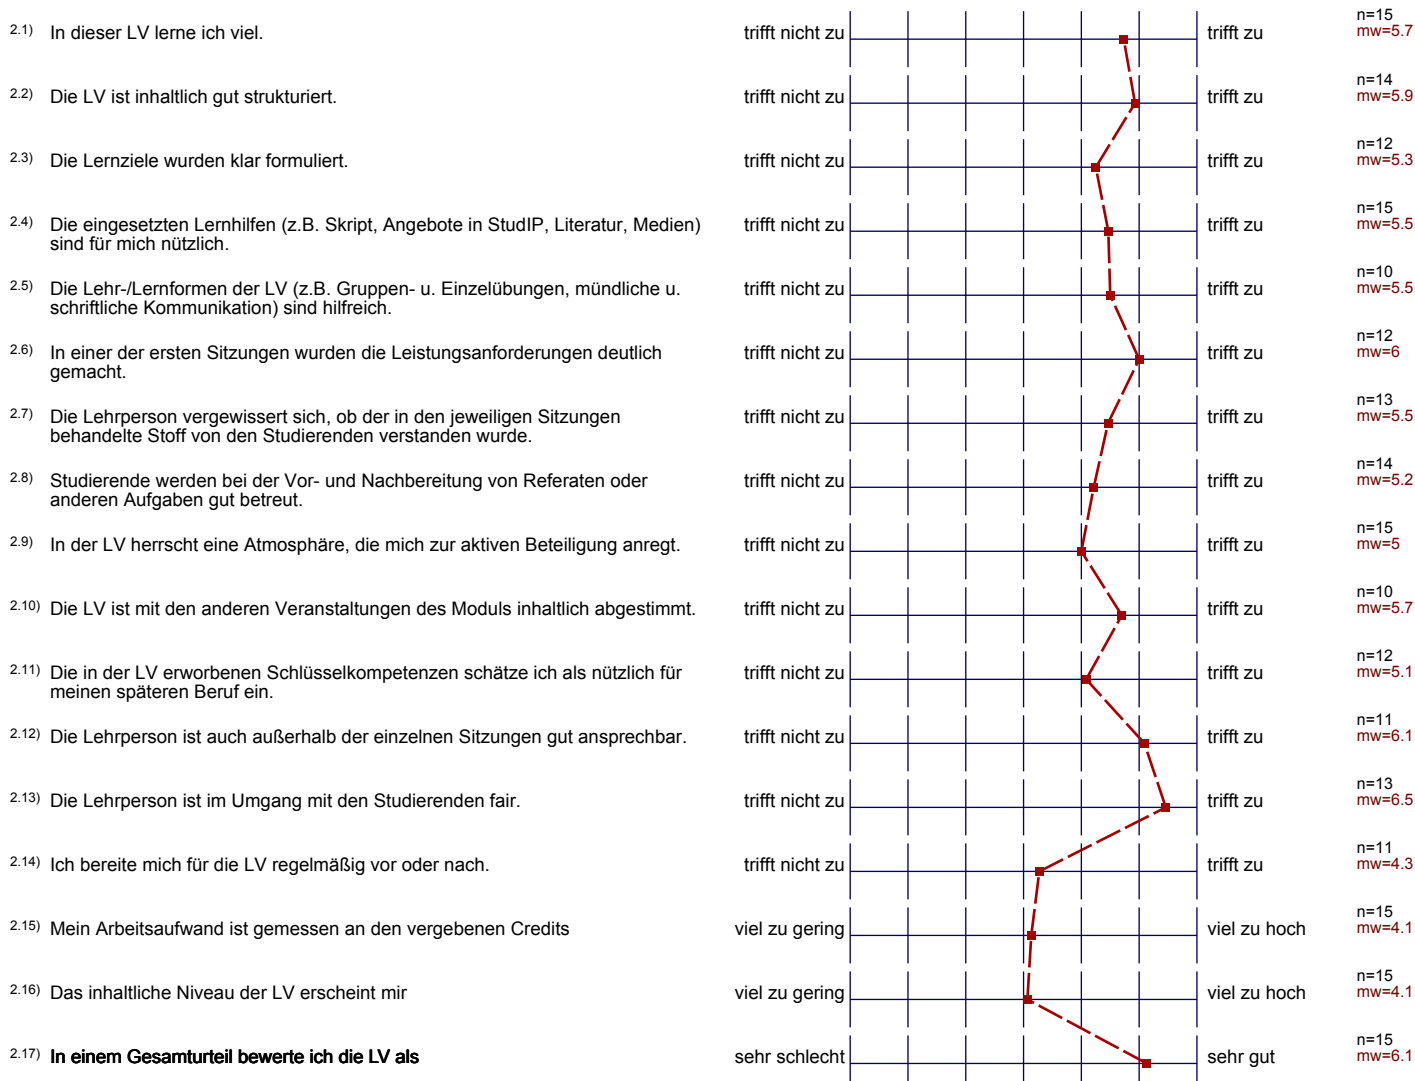 2.1) In dieser LV lerne ich viel. trifft nicht zu trifft zu n=15
mw=5.7
2.2) Die LV ist inhaltlich gut strukturiert. trifft nicht zu trifft zu n=14
mw=5.9
2.3) Die Lernziele wurden klar formuliert. trifft nicht zu trifft zu n=12
mw=5.3
2.4) Die eingesetzten Lernhilfen (z.B. Skript, Angebote in StudIP, Literatur, Medien) trifft nicht zu trifft zu n=15
sind für mich nützlich. mw=5.5
2.5) Die Lehr-/Lernformen der LV (z.B. Gruppen- u. Einzelübungen, mündliche u. trifft nicht zu trifft zu n=10
schriftliche Kommunikation) sind hilfreich. mw=5.5
2.6) In einer der ersten Sitzungen wurden die Leistungsanforderungen deutlich trifft nicht zu trifft zu n=12
gemacht. mw=6
2.7) Die Lehrperson vergewissert sich, ob der in den jeweiligen Sitzungen trifft nicht zu trifft zu n=13
behandelte Stoff von den Studierenden verstanden wurde. mw=5.5
2.8) Studierende werden bei der Vor- und Nachbereitung von Referaten oder trifft nicht zu trifft zu n=14
anderen Aufgaben gut betreut. mw=5.2
2.9) In der LV herrscht eine Atmosphäre, die mich zur aktiven Beteiligung anregt. trifft nicht zu trifft zu n=15
mw=5
2.10) Die LV ist mit den anderen Veranstaltungen des Moduls inhaltlich abgestimmt. trifft nicht zu trifft zu n=10
mw=5.7
2.11) Die in der LV erworbenen Schlüsselkompetenzen schätze ich als nützlich für trifft nicht zu trifft zu n=12
meinen späteren Beruf ein. mw=5.1
2.12) Die Lehrperson ist auch außerhalb der einzelnen Sitzungen gut ansprechbar. trifft nicht zu trifft zu n=11
mw=6.1
2.13) Die Lehrperson ist im Umgang mit den Studierenden fair. trifft nicht zu trifft zu n=13
mw=6.5
2.14) Ich bereite mich für die LV regelmäßig vor oder nach. trifft nicht zu trifft zu n=11
mw=4.3
2.15) Mein Arbeitsaufwand ist gemessen an den vergebenen Credits viel zu gering viel zu hoch n=15
mw=4.1
2.16) Das inhaltliche Niveau der LV erscheint mir viel zu gering viel zu hoch n=15
mw=4.1
2.17) In einem Gesamturteil bewerte ich die LV als sehr schlecht sehr gut n=15
mw=6.1